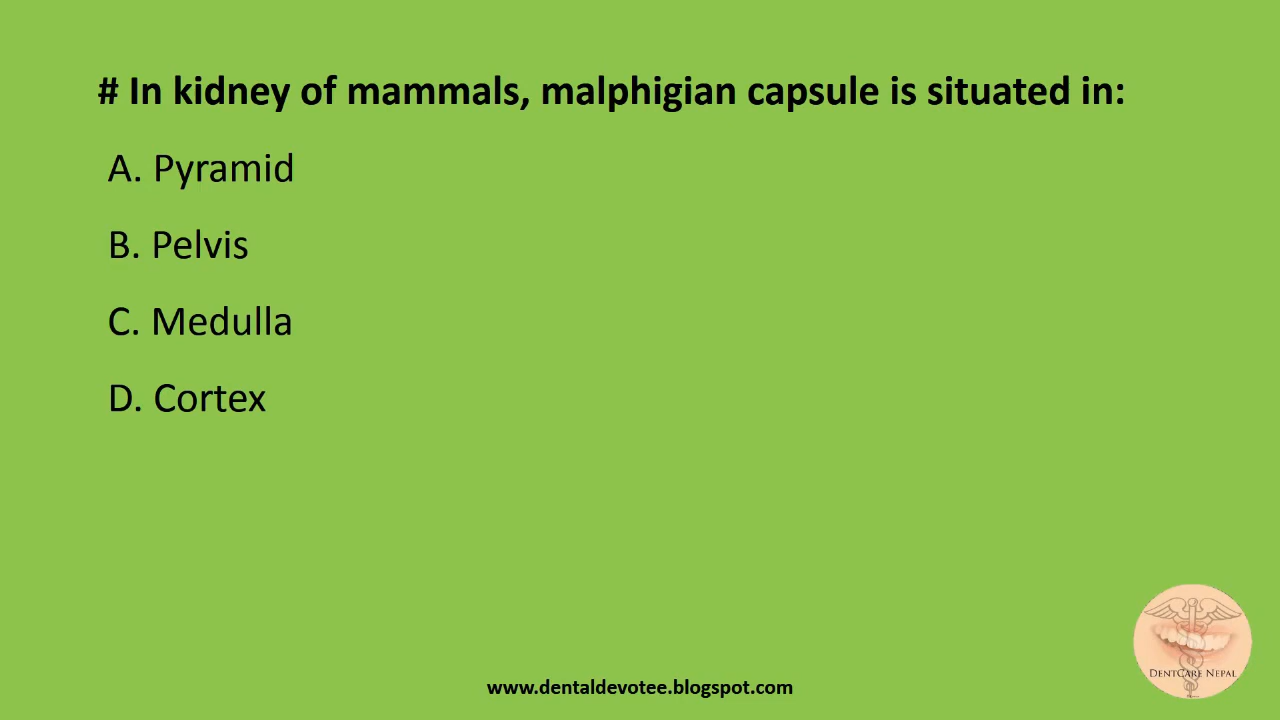 # In kidney of mammals, malphigian capsule is situated in:
A. Pyramid
B. Pelvis
C. Medulla
D. Cortex
DENTCARE NEPAL
www.dentaldevotee.blogspot.com